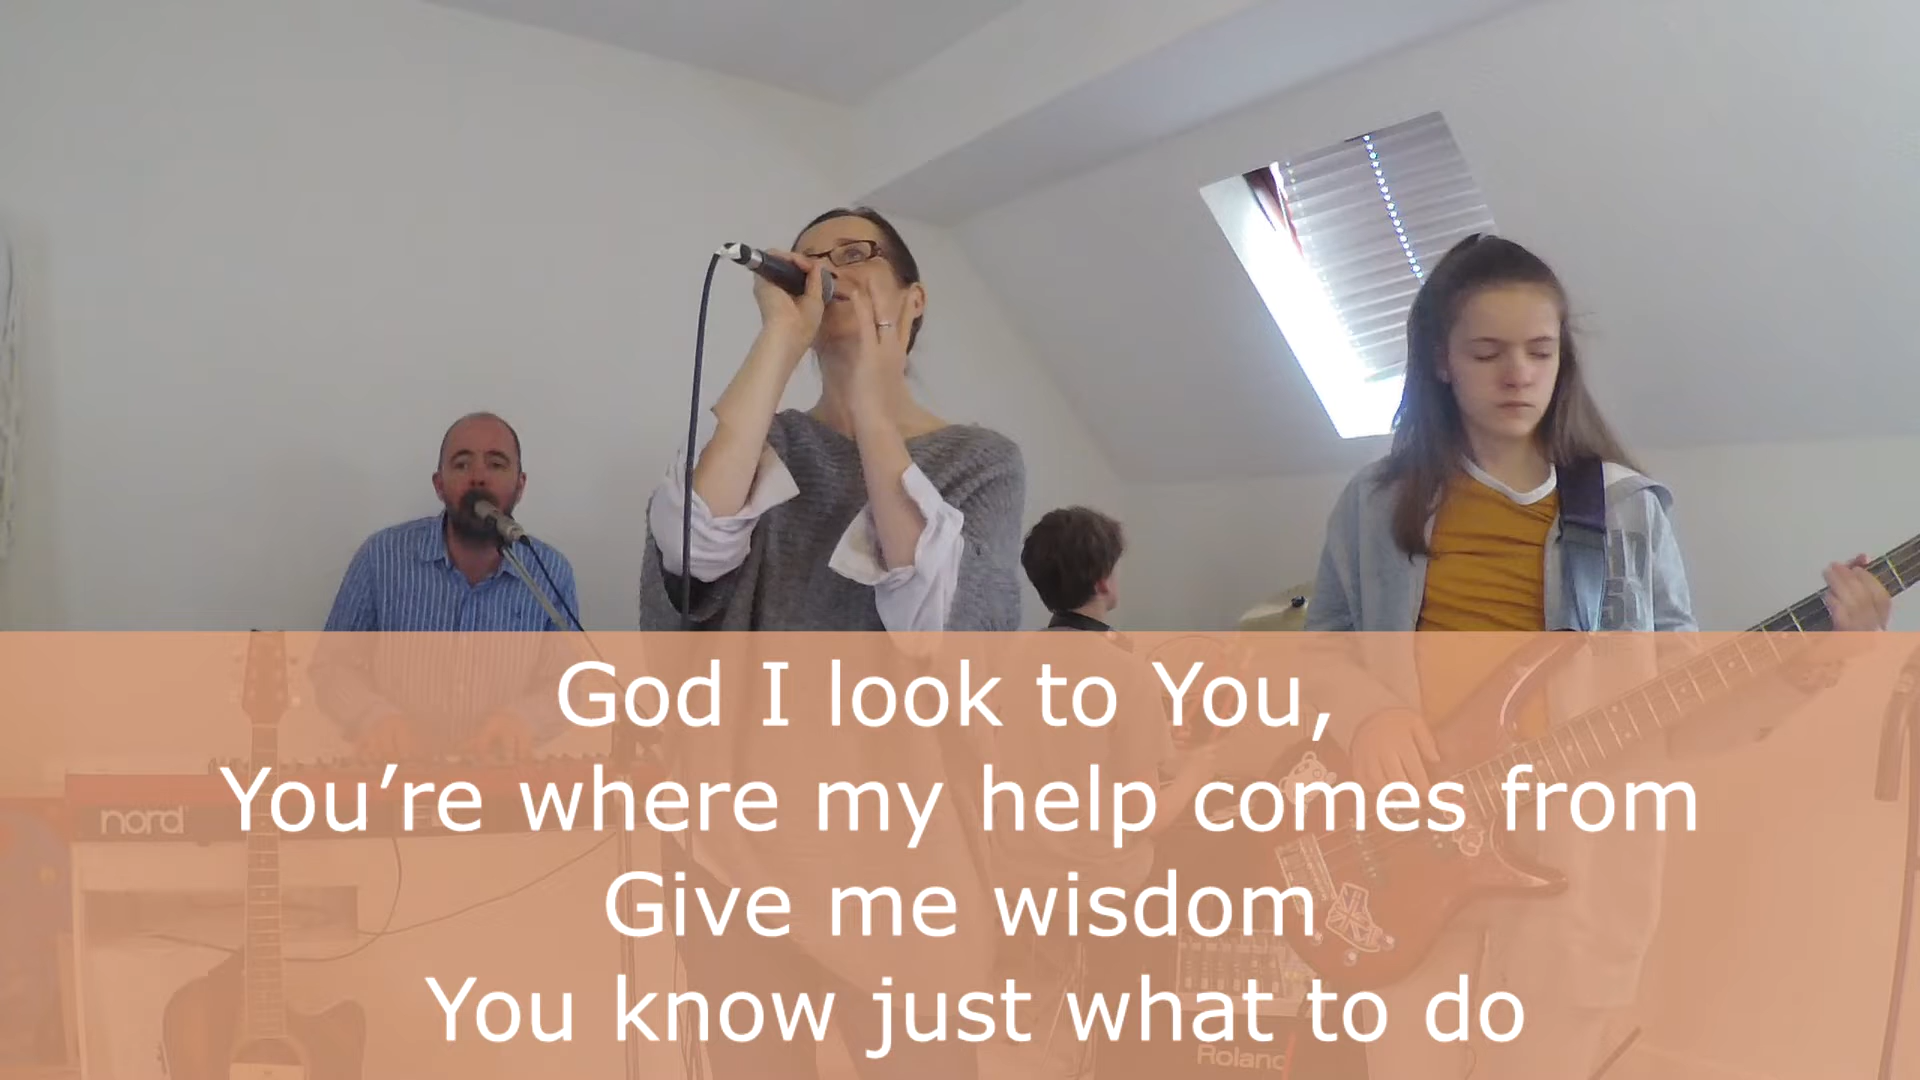 God I look to You,
You’re where my help comes from
Give me wisdom
You know just what to do
nord
Roland